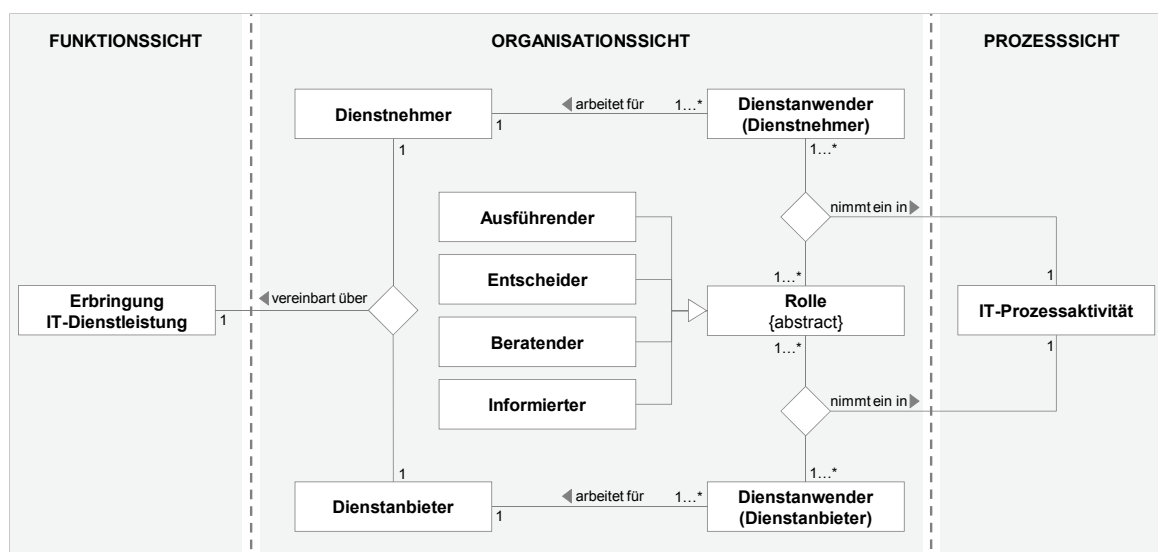 FUNKTIONSSICHT
ORGANISATIONSSICHT
PROZESSSICHT
Dienstnehmer
1
arbeitet für
1…*
Dienstanwender
(Dienstnehmer)
1
1…*
Ausführender
nimmt ein in
Entscheider
1…*
1
Erbringung
IT-Dienstleistung
1
vereinbart über
Rolle
{abstract}
IT-Prozessaktivität
Beratender
1…*
1
Informierter
nimmt ein in
1
1…*
Dienstanbieter
1
arbeitet für
1…*
Dienstanwender
(Dienstanbieter)